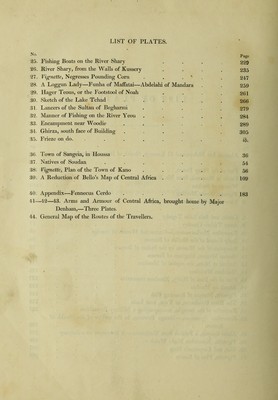 LIST OF PLATES.
No. Page
25. Fishing Boats on the River Shary 229
26. River Shary, from the Walls of Kussery 235
27. Vignette, Negresses Pounding Corn 247
28. A Loggun Lady—Funha of Maffatai—Abdelahi of Mandara 259
29. Hager Teous, or the Footstool of Noah 261
30. Sketch of the Lake Tchad 266
31. Lancers of the Sultan of Begharmi 279
32. Manner of Fishing on the River Yeou 284
33. Encampment near Woodie 289
34. Ghirza, south face of Building 305
35. Frieze on do. ib.
36. Town of Sangeia, in Houssa 36
37. Natives of Soudan 54
38. Vignette, Plan of the Town of Kano 56
39. A Reduction of Bello's Map of Central Africa 109
40. Appendix—Fennecus Cerdo 183
41—42—43. Arms and Armour of Central Africa, brought home by Major
Denham,—Three Plates.
44. General Map of the Routes of the Travellers.